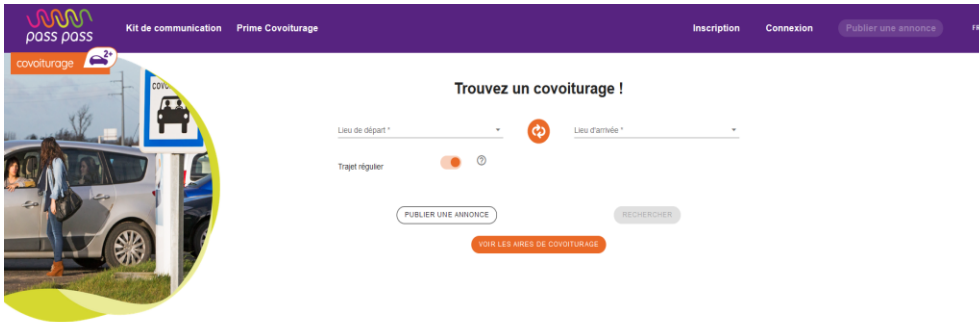 pass pass
Kit de communication
Prime Covoiturage
Inscription
Connexion
Publier une annonce
FR
covoiturage
2+
Trouvez un covoiturage !
Lieu de départ *
Lieu d'arrivée *
Trajet régulier
?
PUBLIER UNE ANNONCE
RECHERCHER
VOIR LES AIRES DE COVOITURAGE